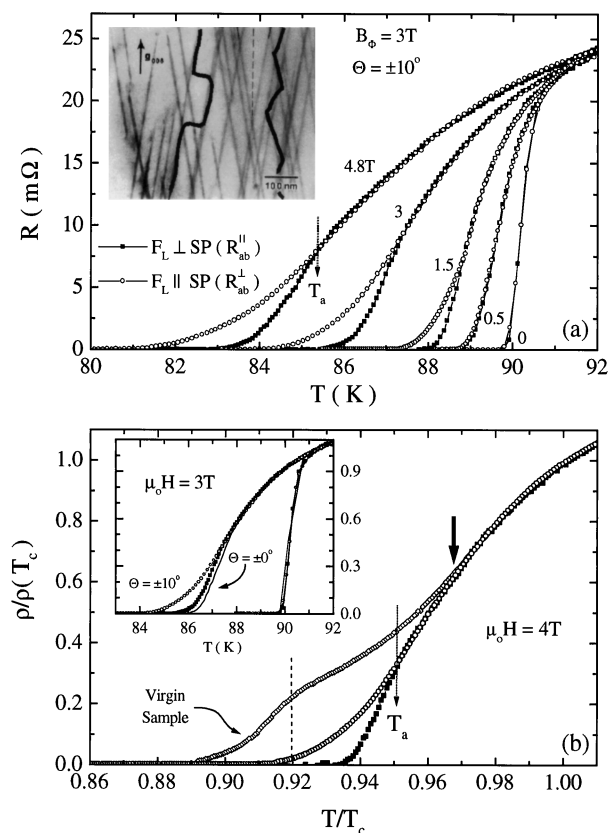 (a)
B_Φ = 3T
Θ = ±10°
g_008
100 nm
4.8T
3
1.5
0.5
0
F_L ⊥ SP ( R_ab^|| )
F_L || SP ( R_ab^⊥ )
T_a
R ( mΩ )
25
20
15
10
5
0
80 82 84 86 88 90 92
T ( K )
(b)
μ_oH = 3T
Θ = ±0°
Θ = ±10°
0.9
0.6
0.3
0.0
84 86 88 90 92
T ( K )
μ_oH = 4T
Virgin
Sample
T_a
ρ/ρ(T_c)
1.0
0.8
0.6
0.4
0.2
0.0
0.86 0.90 0.92 0.94 0.96 0.98 1.00
T/T_c